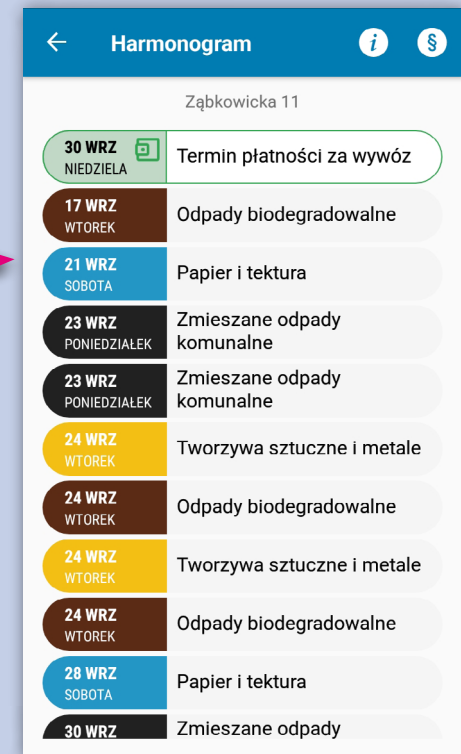 Harmonogram
i
§
Ząbkowicka 11
30 WRZ
NIEDZIELA
Termin płatności za wywóz
17 WRZ
WTOREK
Odpady biodegradowalne
21 WRZ
SOBOTA
Papier i tektura
23 WRZ
PONIEDZIAŁEK
Zmieszane odpady
komunalne
23 WRZ
PONIEDZIAŁEK
Zmieszane odpady
komunalne
24 WRZ
WTOREK
Tworzywa sztuczne i metale
24 WRZ
WTOREK
Odpady biodegradowalne
24 WRZ
WTOREK
Tworzywa sztuczne i metale
24 WRZ
WTOREK
Odpady biodegradowalne
28 WRZ
SOBOTA
Papier i tektura
30 WRZ
Zmieszane odpady